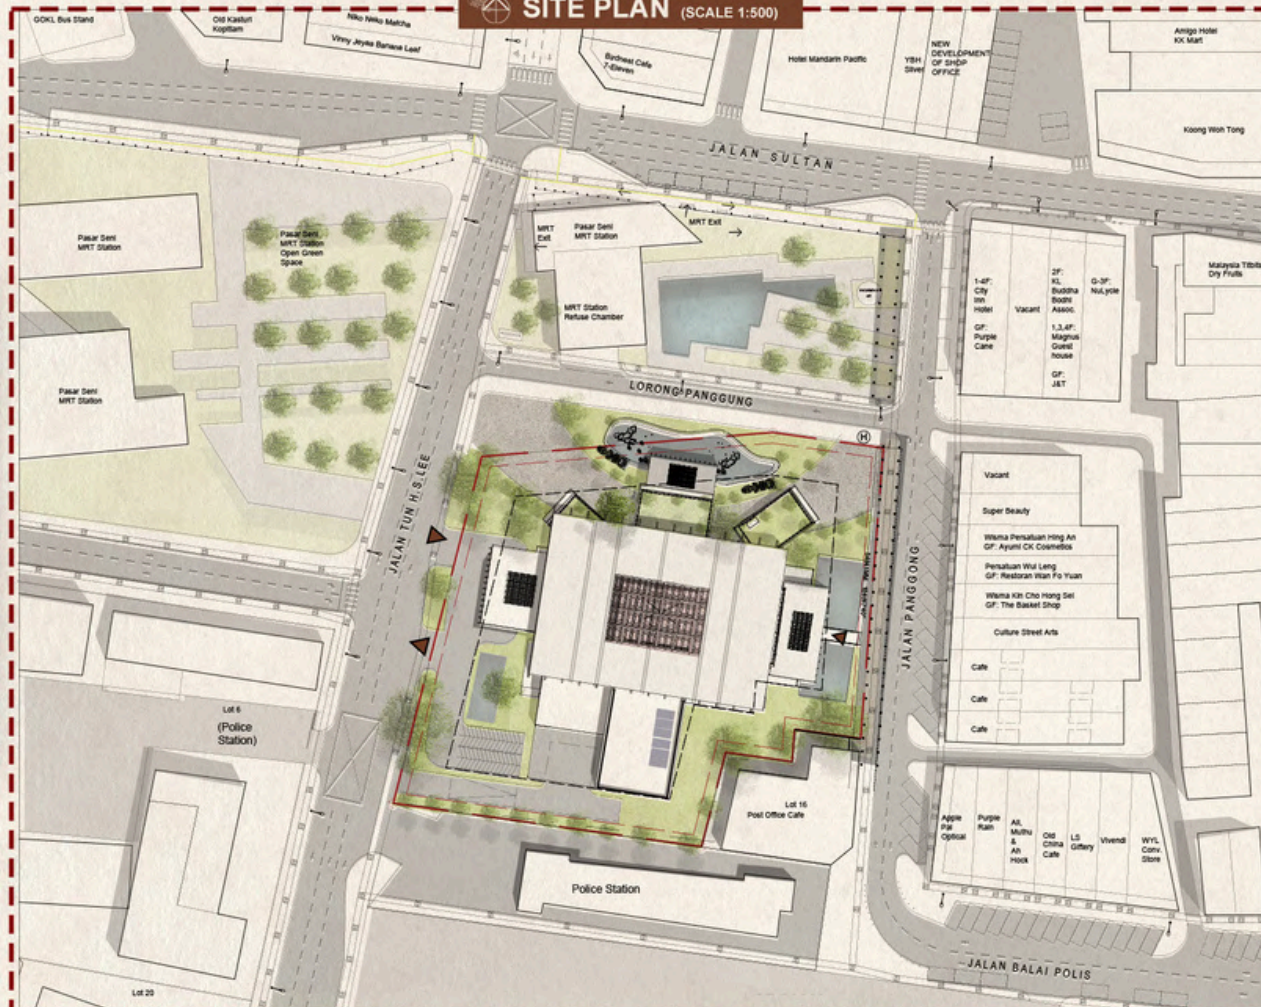 SITE PLAN (SCALE 1:500)
GOKL Bus Stand
Old Kasturi
Kopitiam
Niko Neko Matcha
Vinny Jeyaa Banana Leaf
Birdnest Cafe
7-Eleven
Hotel Mandarin Pacific
YBH
Silver
NEW
DEVELOPMENT
OF SHOP
OFFICE
Amigo Hotel
KK Mart
Koong Woh Tong
JALAN SULTAN
Pasar Seni
MRT Station
Pasar Seni
MRT Station
Open Green
Space
MRT
Exit
Pasar Seni
MRT Station
MRT Exit
MRT Station
Refuse Chamber
1-4F:
City
Inn
Hotel
GF:
Purple
Cane
Vacant
2F:
KL
Buddha
Bodhi
Assoc.
1,3,4F:
Magnus
Guest
house
GF:
J&T
G-3F:
NuLycle
Malaysia Titbits
Dry Fruits
Pasar Seni
MRT Station
LORONG PANGGUNG
H
JALAN TUN H.S.LEE
JALAN PANGGONG
Vacant
Super Beauty
Wisma Persatuan Hing An
GF: Ayumi CK Cosmetics
Persatuan Wui Leng
GF: Restoran Wan Fo Yuan
Wisma Kin Cho Hong Sei
GF: The Basket Shop
Culture Street Arts
Cafe
Cafe
Cafe
Lot 6
(Police
Station)
Lot 16
Post Office Cafe
Apple
Pai
Optical
Purple
Rain
Ali,
Muthu
&
Ah
Hock
Old
China
Cafe
LS
Giftery
Vivendi
WYL
Conv.
Store
Police Station
JALAN BALAI POLIS
Lot 20